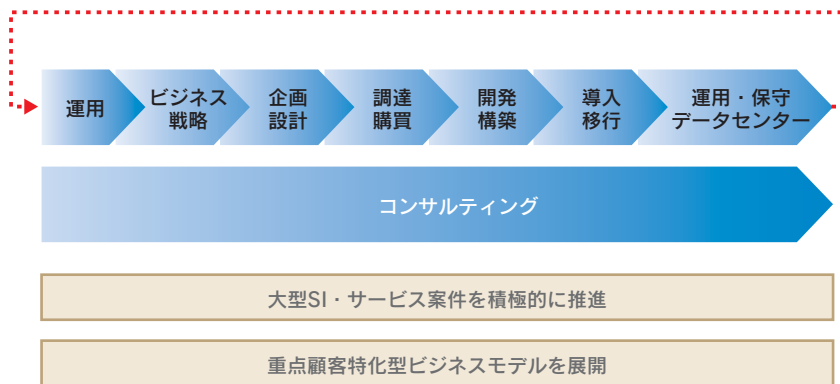 運用
ビジネス
戦略
企画
設計
調達
購買
開発
構築
導入
移行
運用・保守
データセンター
コンサルティング
大型SI・サービス案件を積極的に推進
重点顧客特化型ビジネスモデルを展開